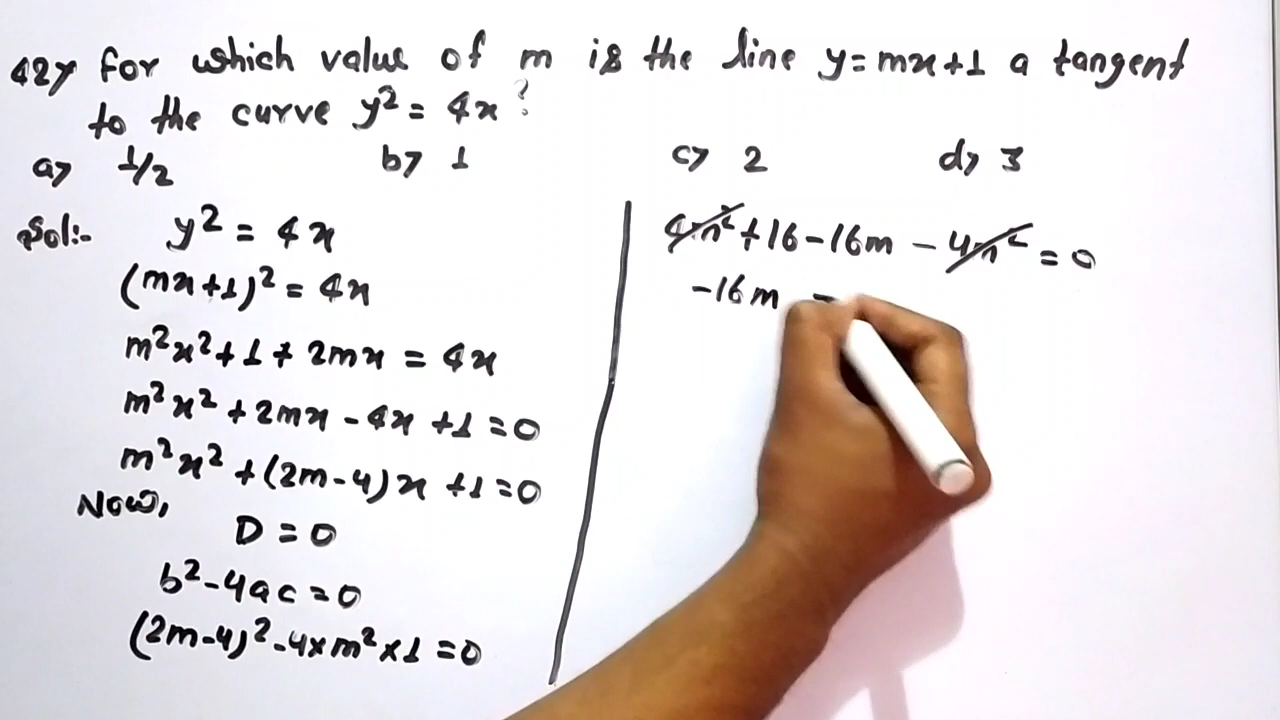 42> for which value of m is the line y=mx+1 a tangent
to the curve y²= 4x?
a> 1/2 b> 1 c> 2 d> 3
Sol:- y² = 4x
(mx+1)² = 4x
m²x²+1+2mx = 4x
m²x² + 2mx - 4x +1 =0
m²x² +(2m-4)x +1 =0
Now,
D = 0
b²-4ac =0
(2m-4)²-4×m²×1 =0
4m²+16-16m - 4m² = 0
-16m =